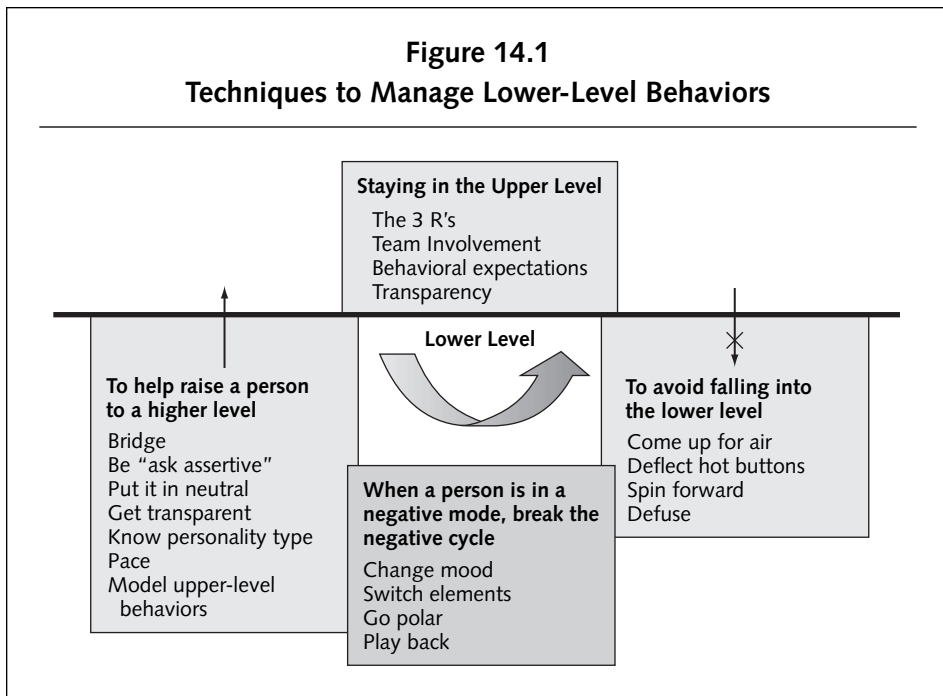 Figure 14.1
Techniques to Manage Lower-Level Behaviors
Staying in the Upper Level
The 3 R's
Team Involvement
Behavioral expectations
Transparency
Lower Level
To help raise a person
to a higher level
Bridge
Be “ask assertive”
Put it in neutral
Get transparent
Know personality type
Pace
Model upper-level
behaviors
When a person is in a
negative mode, break the
negative cycle
Change mood
Switch elements
Go polar
Play back
To avoid falling into
the lower level
Come up for air
Deflect hot buttons
Spin forward
Defuse